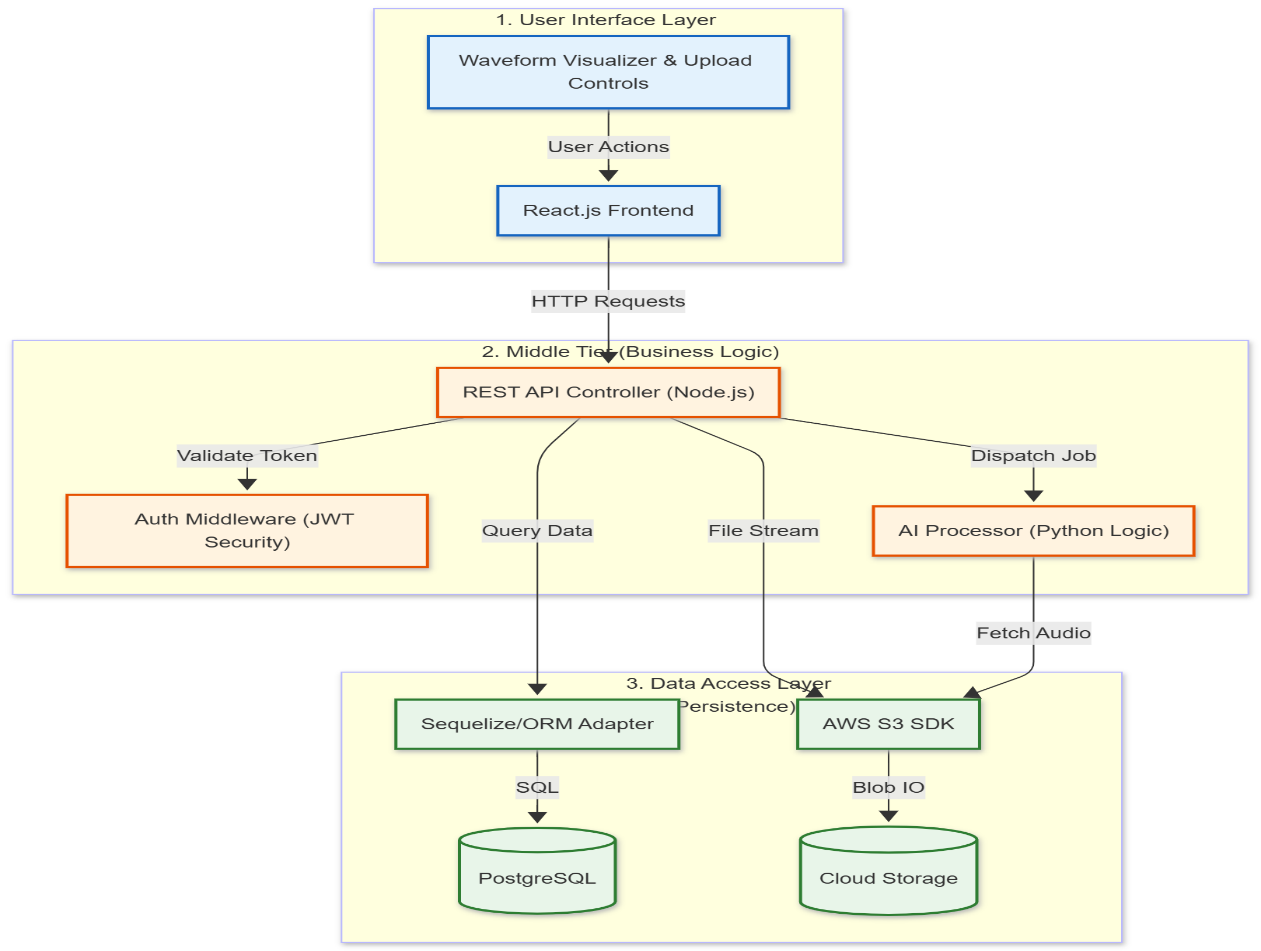 1. User Interface Layer
Waveform Visualizer & Upload
Controls
User Actions
React.js Frontend
HTTP Requests
2. Middle Tier (Business Logic)
REST API Controller (Node.js)
Validate Token
Dispatch Job
Auth Middleware (JWT
Security)
Query Data
File Stream
AI Processor (Python Logic)
Fetch Audio
3. Data Access Layer
Persistence)
Sequelize/ORM Adapter
AWS S3 SDK
SQL
Blob IO
PostgreSQL
Cloud Storage